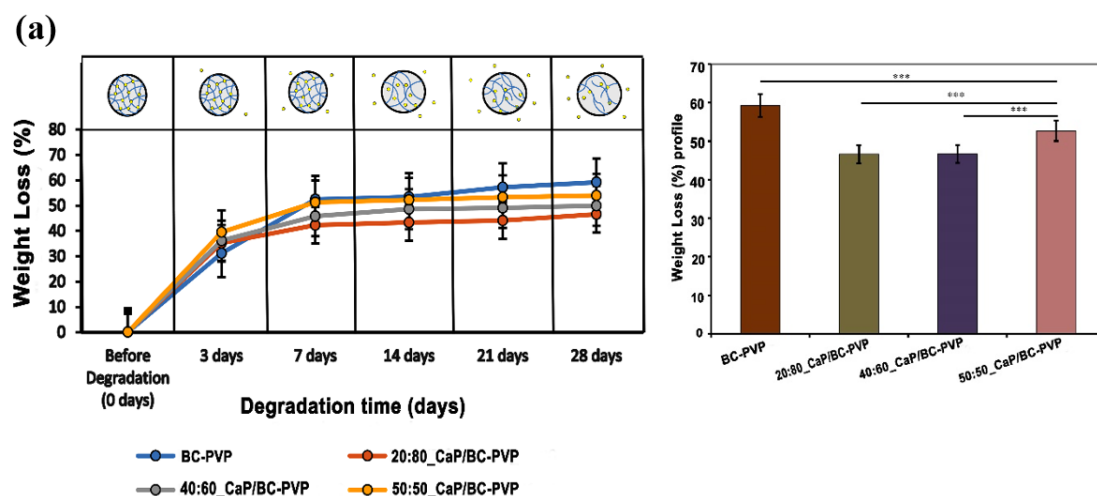 (a)
Weight Loss (%)
80
70
60
50
40
30
20
10
0
Before
Degradation
(0 days)
3 days
7 days
14 days
21 days
28 days
Degradation time (days)
BC-PVP
20:80_CaP/BC-PVP
40:60_CaP/BC-PVP
50:50_CaP/BC-PVP
Weight Loss (%) profile
70
60
50
40
30
20
10
0
***
***
***
BC-PVP
20:80_CaP/BC-PVP
40:60_CaP/BC-PVP
50:50_CaP/BC-PVP